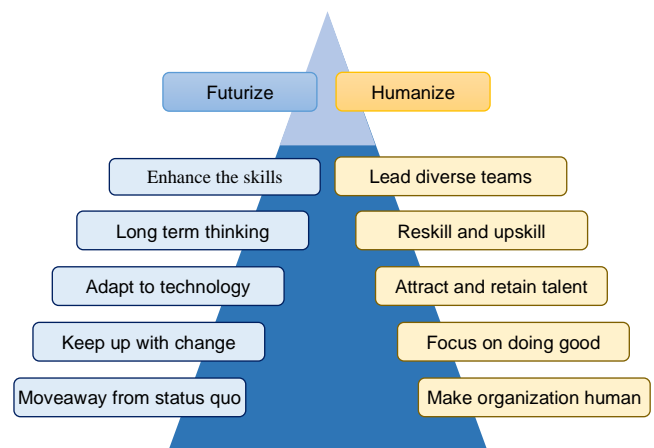 Futurize
Humanize
Enhance the skills
Lead diverse teams
Long term thinking
Reskill and upskill
Adapt to technology
Attract and retain talent
Keep up with change
Focus on doing good
Moveaway from status quo
Make organization human